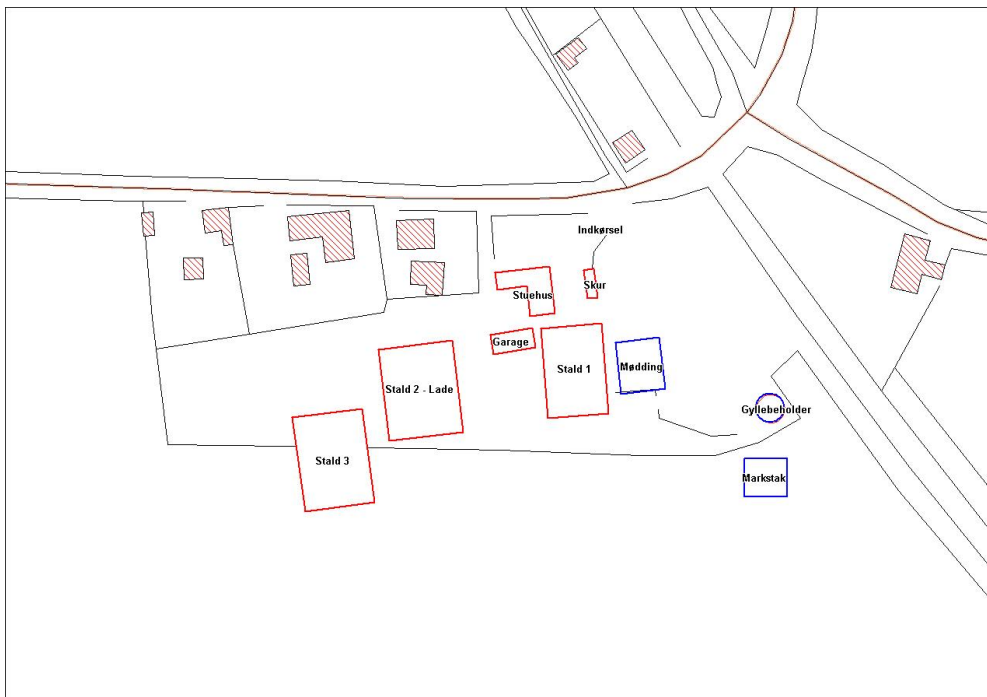 Indkørsel
Skur
Stuehus
Garage
Stald 1
Mødding
Stald 2 - Lade
Gyllebeholder
Stald 3
Markstak